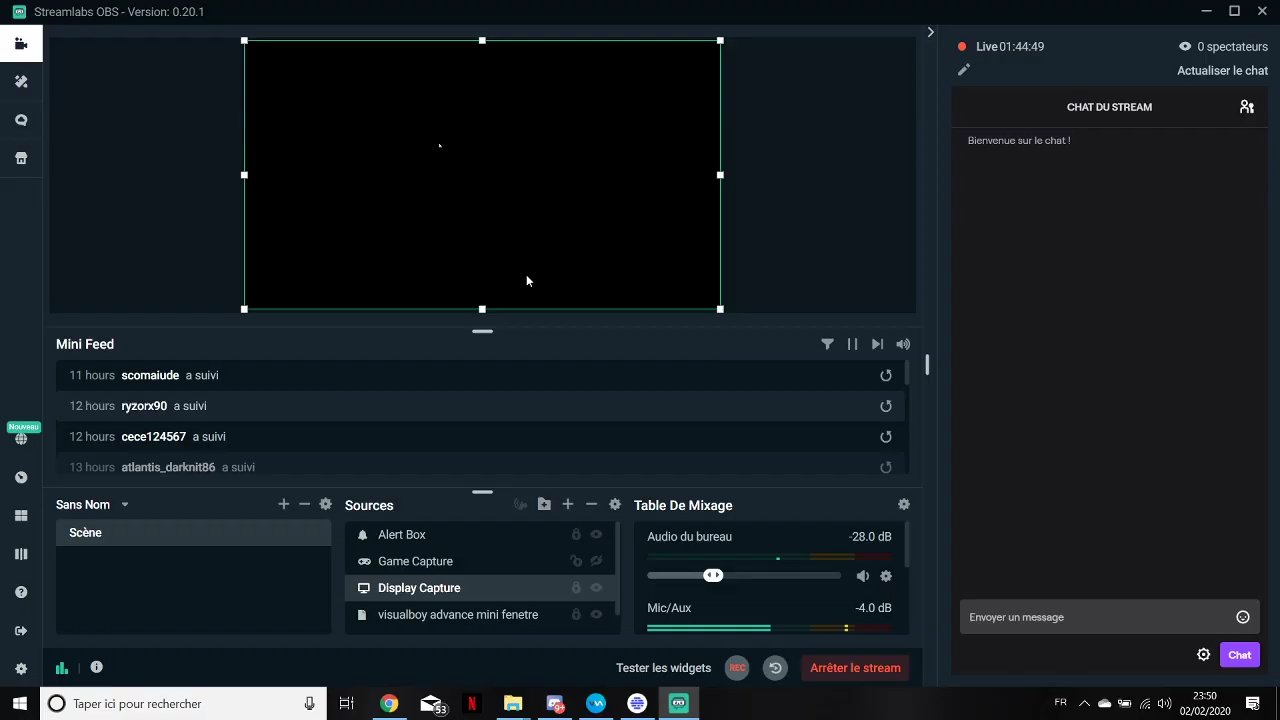 Streamlabs OBS - Version: 0.20.1
Live 01:44:49
0 spectateurs
Actualiser le chat
CHAT DU STREAM
Bienvenue sur le chat !
Mini Feed
11 hours scomaiude a suivi
12 hours ryzorx90 a suivi
12 hours cece124567 a suivi
13 hours atlantis_darknit86 a suivi
Nouveau
Sans Nom
Scène
Sources
Alert Box
Game Capture
Display Capture
visualboy advance mini fenetre
Table De Mixage
Audio du bureau -28.0 dB
Mic/Aux -4.0 dB
Envoyer un message
Chat
Tester les widgets
REC
Arrêter le stream
Taper ici pour rechercher
53
N
FR
23:50
02/02/2020